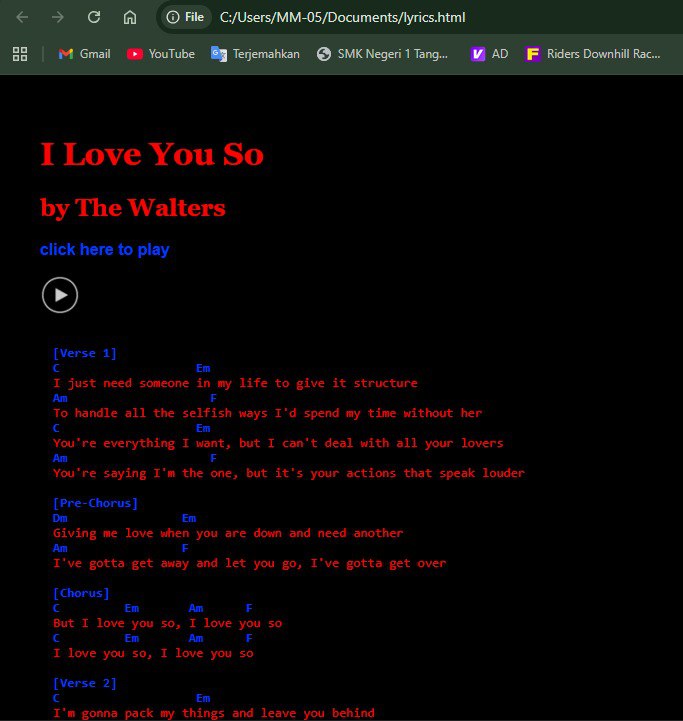 File C:/Users/MM-05/Documents/lyrics.html
Gmail YouTube Terjemahkan SMK Negeri 1 Tang... AD Riders Downhill Rac...
I Love You So
by The Walters
click here to play
[Verse 1]
C Em
I just need someone in my life to give it structure
Am F
To handle all the selfish ways I'd spend my time without her
C Em
You're everything I want, but I can't deal with all your lovers
Am F
You're saying I'm the one, but it's your actions that speak louder
[Pre-Chorus]
Dm Em
Giving me love when you are down and need another
Am F
I've gotta get away and let you go, I've gotta get over
[Chorus]
C Em Am F
But I love you so, I love you so
C Em Am F
I love you so, I love you so
[Verse 2]
C Em
I'm gonna pack my things and leave you behind